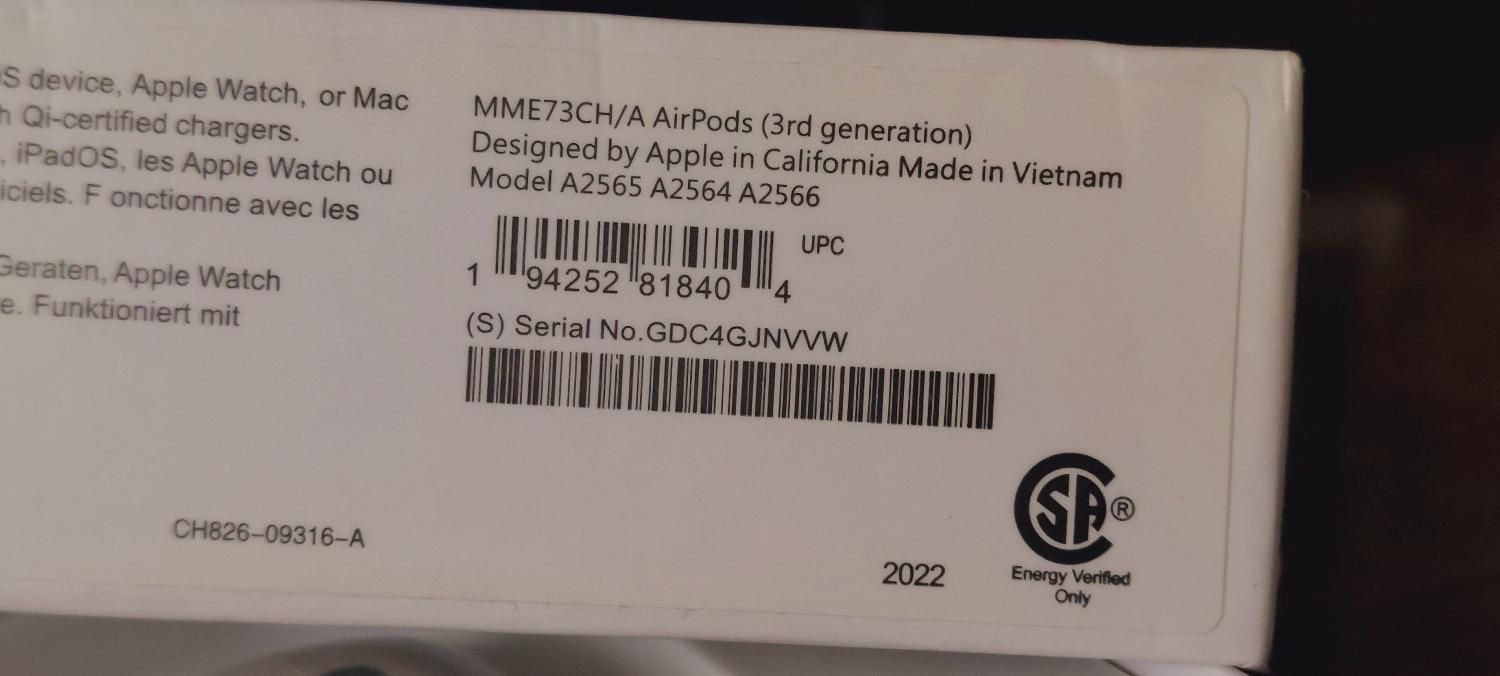 S device, Apple Watch, or Mac
h Qi-certified chargers.
, iPadOS, les Apple Watch ou
iciels. F onctionne avec les
Geraten, Apple Watch
e. Funktioniert mit
CH826-09316-A
MME73CH/A AirPods (3rd generation)
Designed by Apple in California Made in Vietnam
Model A2565 A2564 A2566
UPC
1 94252 81840 4
(S) Serial No.GDC4GJNVVW
2022
SA®
Energy Verified
Only